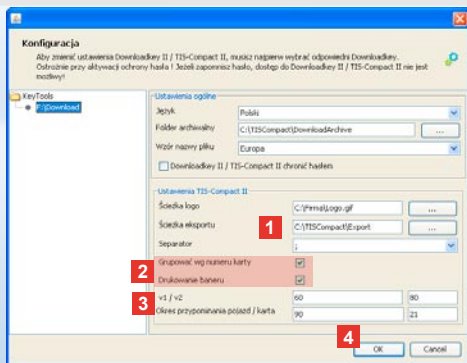 Konfiguracja
Aby zmienić ustawienia Downloadkey II / TIS-Compact II, musisz najpierw wybrać odpowiedni Downloadkey.
Ostrożnie przy aktywacji ochrony hasła ! Jeżeli zapomnisz hasło, dostęp do Downloadkey II / TIS-Compact II nie jest
możliwy!
KeyTools
F:\Download
Ustawienia ogólne
Język Polski
Folder archiwalny C:\TISCompact\DownloadArchive ...
Wzór nazwy pliku Europa
Downloadkey II / TIS-Compact II chronić hasłem
Ustawienia TIS-Compact II
Ścieżka logo C:\Firma\Logo.gif ...
Ścieżka eksportu 1 C:\TISCompact\Export ...
Separator ;
2 Grupować wg numeru karty
Drukowanie baneru
3 v1 / v2 60 80
Okres przypominania pojazd / karta 90 21
4
OK Cancel